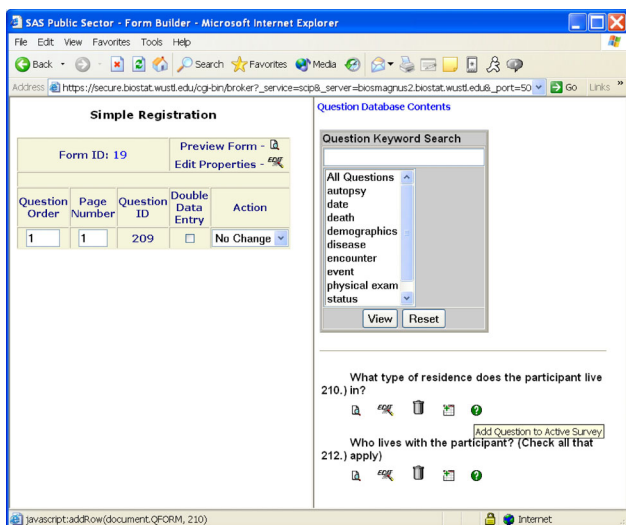 SAS Public Sector - Form Builder - Microsoft Internet Explorer
File Edit View Favorites Tools Help
Back Search Favorites Media
Address https://secure.biostat.wustl.edu/cgi-bin/broker?_service=scip&_server=biosmagnus2.biostat.wustl.edu&_port=50 Go Links »
Simple Registration
Form ID: 19
Preview Form -
Edit Properties - EDIT
Question Order Page Number Question ID Double Data Entry Action
1 1 209 No Change
Question Database Contents
Question Keyword Search
All Questions
autopsy
date
death
demographics
disease
encounter
event
physical exam
status
View Reset
What type of residence does the participant live
210.) in?
EDIT ?
Add Question to Active Survey
Who lives with the participant? (Check all that
212.) apply)
EDIT ?
javascript:addRow(document.QFORM, 210) Internet